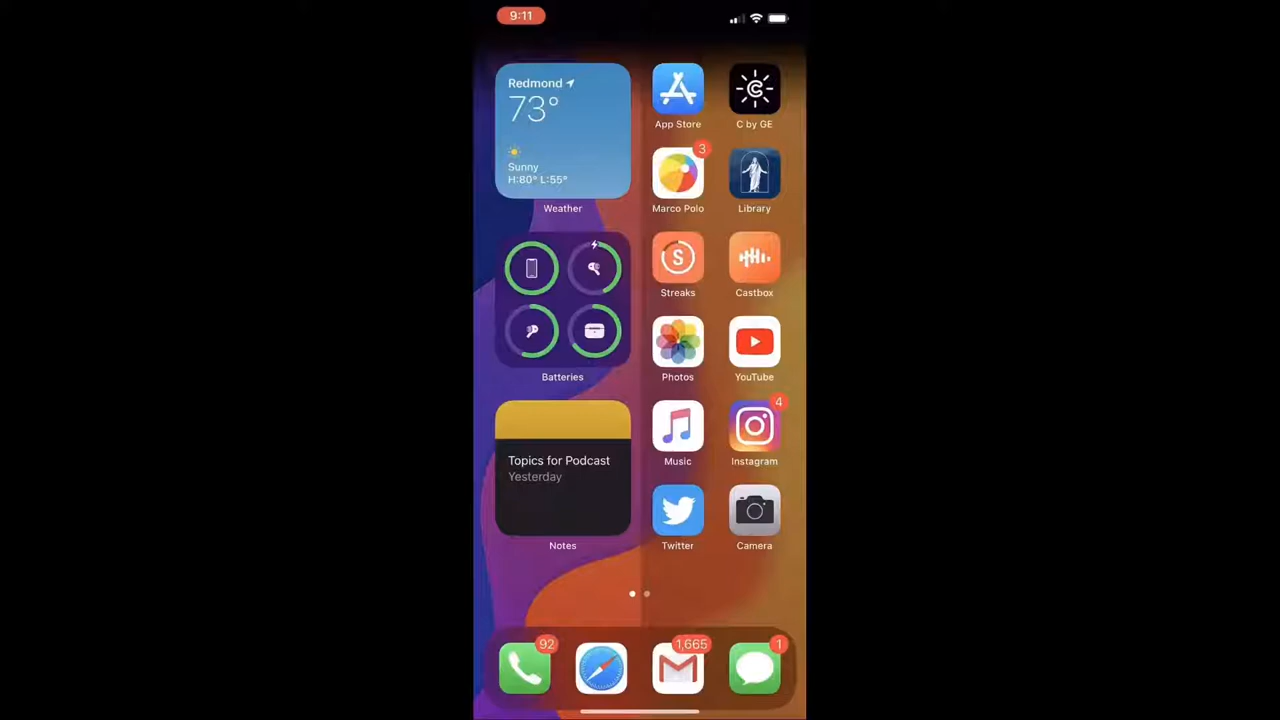 9:11
Redmond
73°
Sunny
H:80° L:55°
Weather
App Store
C by GE
3
Marco Polo
Library
Batteries
S
Streaks
Castbox
Photos
YouTube
Topics for Podcast
Yesterday
Notes
Music
4
Instagram
Twitter
Camera
92
1,665
1